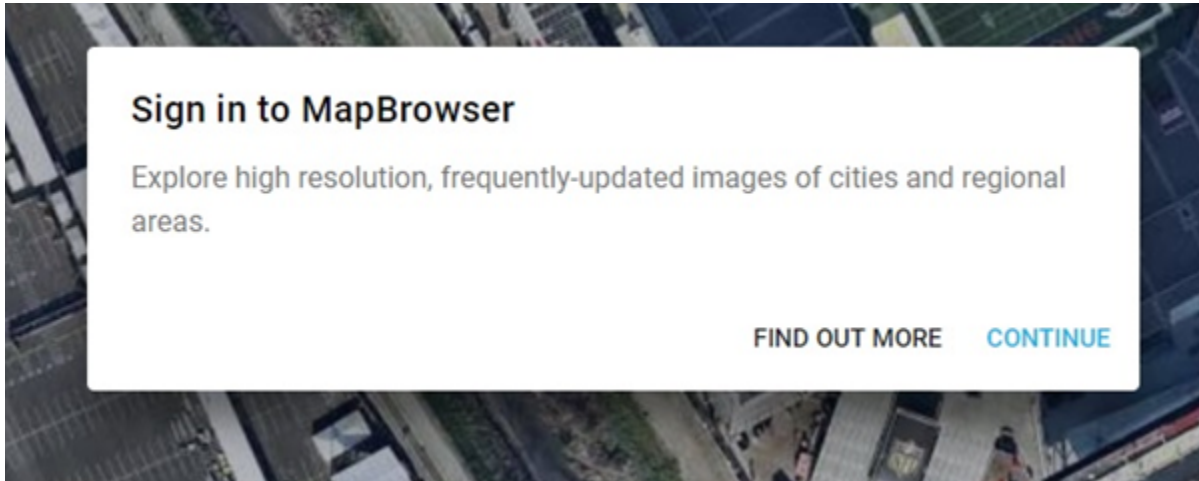 Sign in to MapBrowser
Explore high resolution, frequently-updated images of cities and regional
areas.
FIND OUT MORE CONTINUE